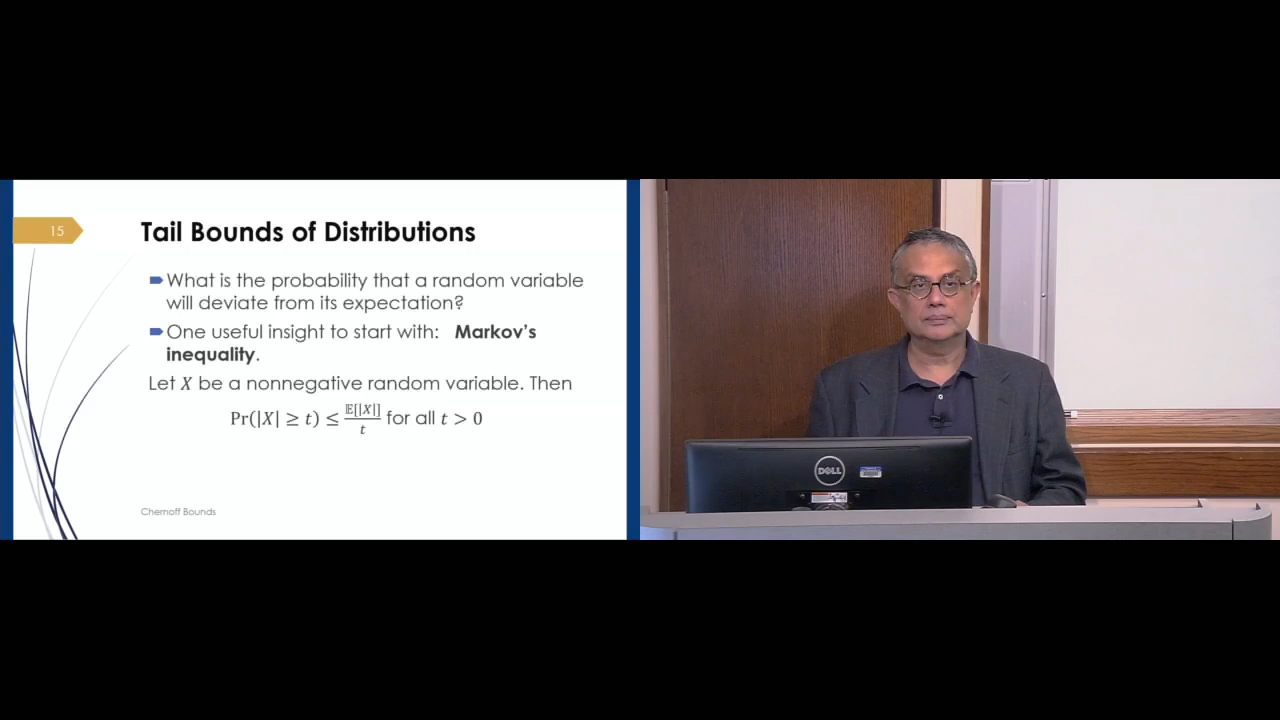 15
Tail Bounds of Distributions
What is the probability that a random variable
will deviate from its expectation?
One useful insight to start with: Markov's
inequality.
Let X be a nonnegative random variable. Then
Pr(|X| ≥ t) ≤ 𝔼[|X|]/t for all t > 0
Chernoff Bounds
DELL